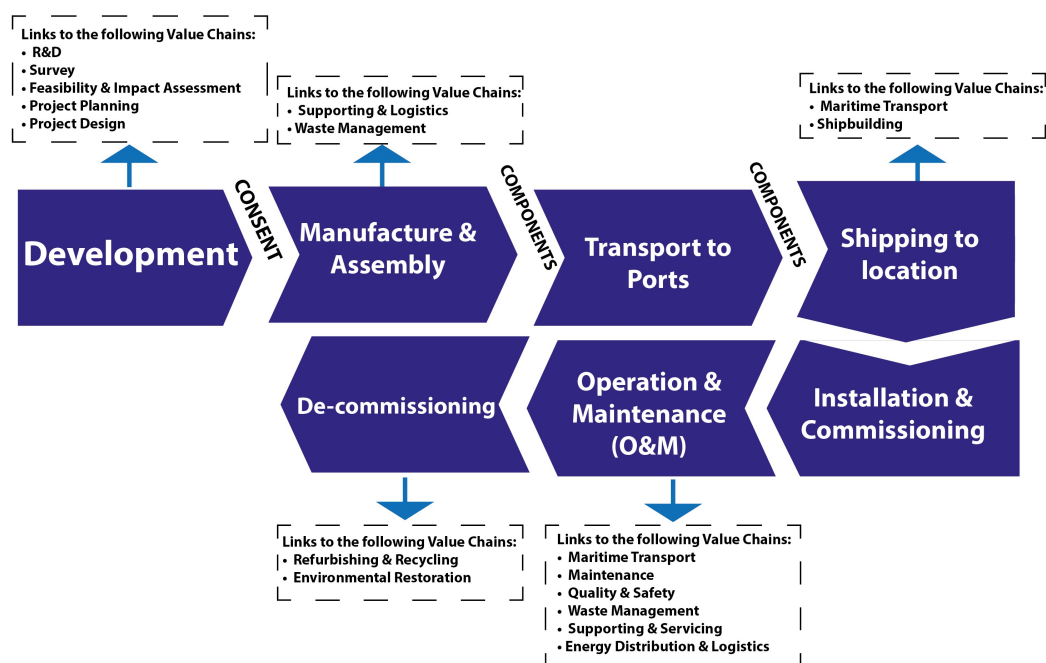 Links to the following Value Chains:
• R&D
• Survey
• Feasibility & Impact Assessment
• Project Planning
• Project Design
Links to the following Value Chains:
• Supporting & Logistics
• Waste Management
Links to the following Value Chains:
• Maritime Transport
• Shipbuilding
Development
CONSENT
Manufacture &
Assembly
COMPONENTS
Transport to
Ports
COMPONENTS
Shipping to
location
Installation &
Commissioning
Operation &
Maintenance
(O&M)
De-commissioning
Links to the following Value Chains:
• Refurbishing & Recycling
• Environmental Restoration
Links to the following Value Chains:
• Maritime Transport
• Maintenance
• Quality & Safety
• Waste Management
• Supporting & Servicing
• Energy Distribution & Logistics